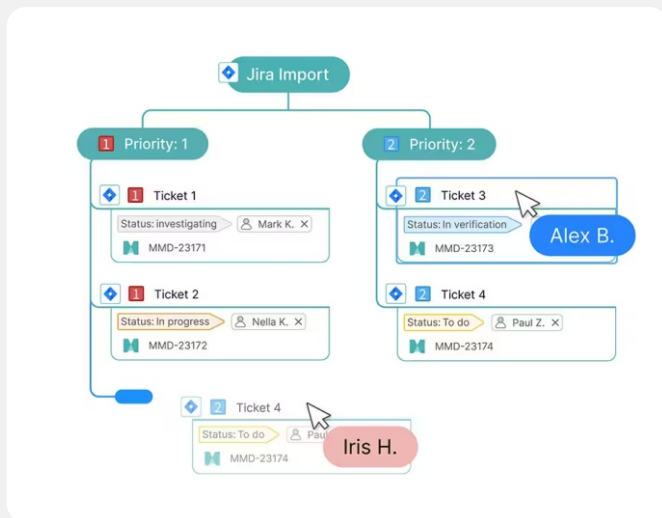 Jira Import
1 Priority: 1
2 Priority: 2
1 Ticket 1
Status: investigating Mark K. ✕
MMD-23171
1 Ticket 2
Status: In progress Nella K. ✕
MMD-23172
2 Ticket 3
Status: In verification
Alex B.
MMD-23173
2 Ticket 4
Status: To do Paul Z. ✕
MMD-23174
2 Ticket 4
Status: To do Pau
Iris H.
MMD-23174